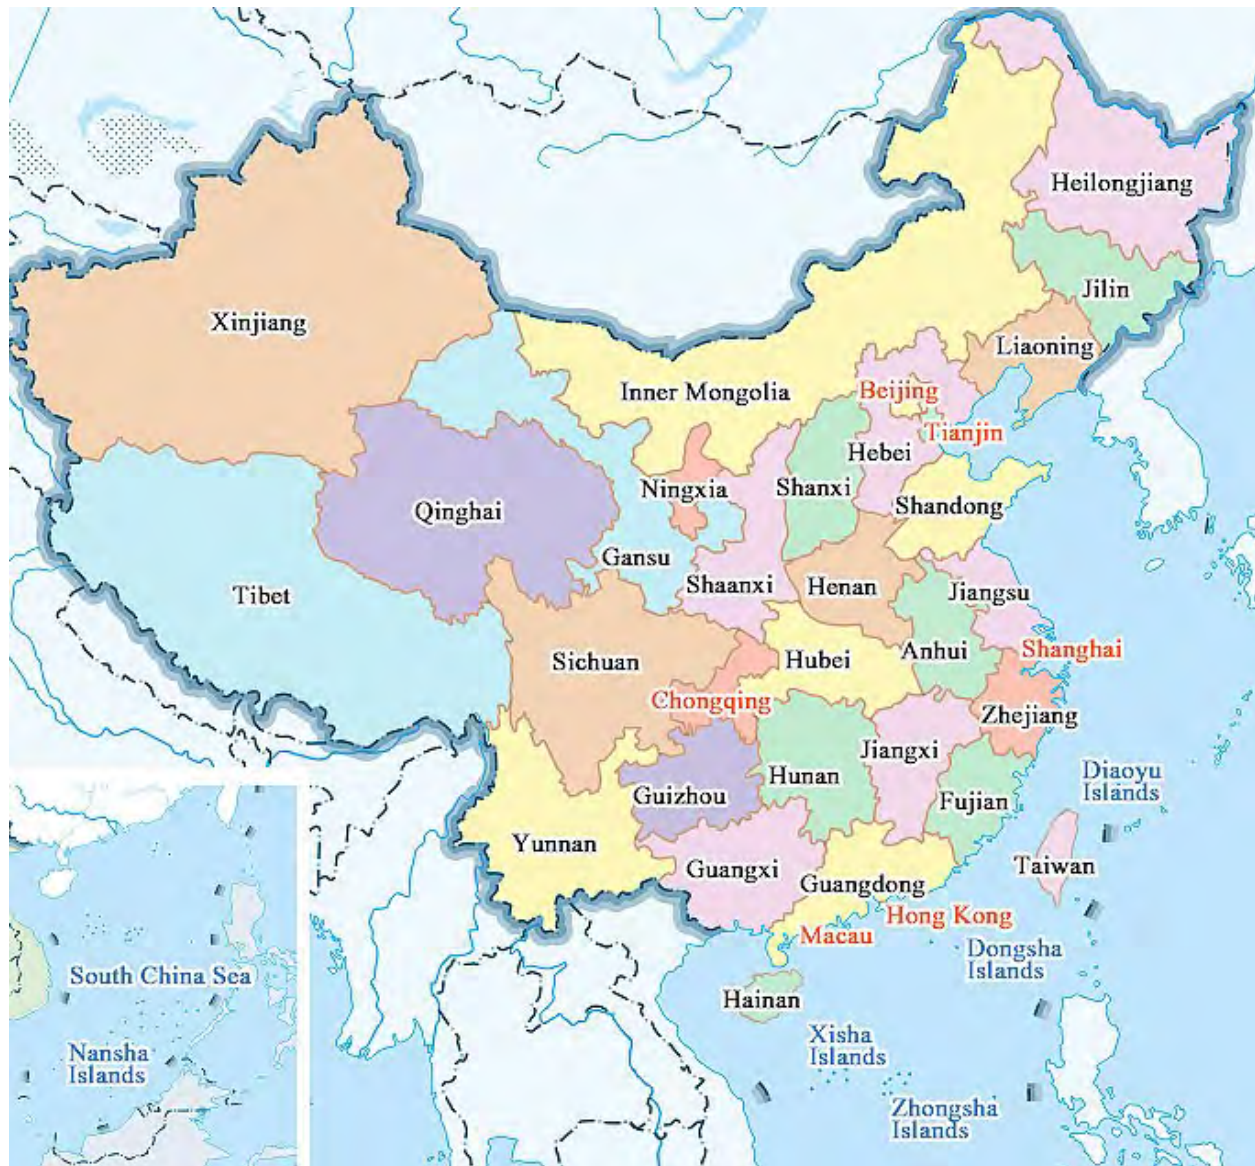 Heilongjiang
Jilin
Xinjiang
Liaoning
Inner Mongolia
Beijing
Tianjin
Hebei
Ningxia
Shanxi
Shandong
Qinghai
Gansu
Shaanxi
Henan
Jiangsu
Tibet
Sichuan
Hubei
Anhui
Shanghai
Chongqing
Zhejiang
Jiangxi
Hunan
Diaoyu
Islands
Guizhou
Fujian
Yunnan
Guangxi
Guangdong
Taiwan
Hong Kong
Macau
Dongsha
Islands
South China Sea
Hainan
Xisha
Islands
Nansha
Islands
Zhongsha
Islands